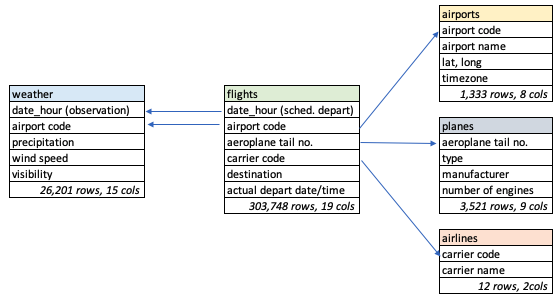 airports
airport code
airport name
lat, long
timezone
1,333 rows, 8 cols
weather
date_hour (observation)
airport code
precipitation
wind speed
visibility
26,201 rows, 15 cols
flights
date_hour (sched. depart)
airport code
aeroplane tail no.
carrier code
destination
actual depart date/time
303,748 rows, 19 cols
planes
aeroplane tail no.
type
manufacturer
number of engines
3,521 rows, 9 cols
airlines
carrier code
carrier name
12 rows, 2cols